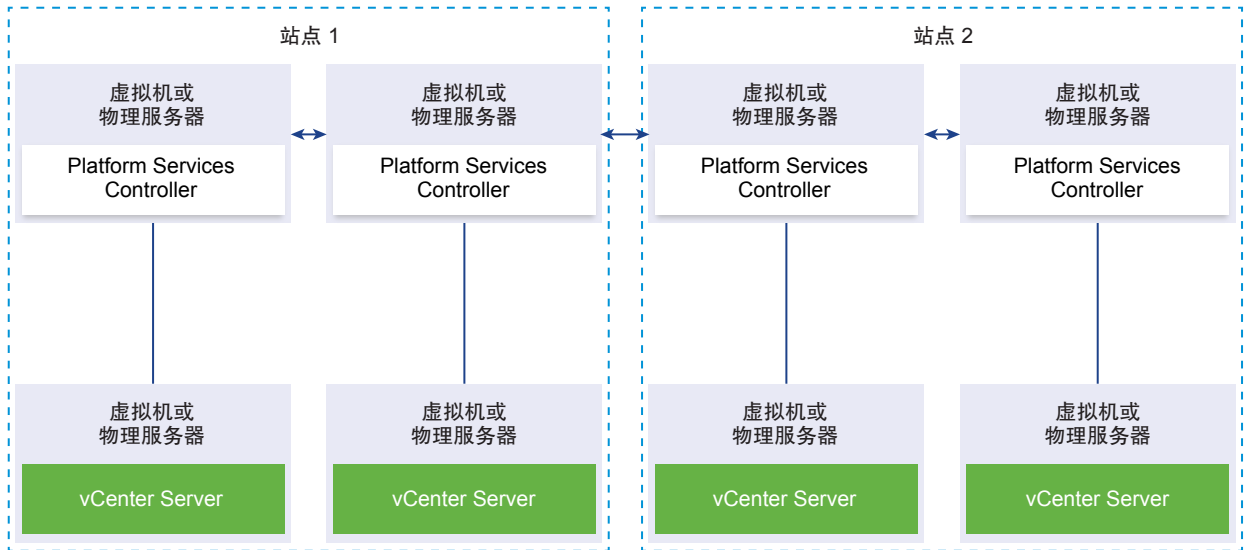 站点 1
站点 2
虚拟机或
物理服务器
虚拟机或
物理服务器
虚拟机或
物理服务器
虚拟机或
物理服务器
Platform Services
Controller
Platform Services
Controller
Platform Services
Controller
Platform Services
Controller
虚拟机或
物理服务器
虚拟机或
物理服务器
虚拟机或
物理服务器
虚拟机或
物理服务器
vCenter Server
vCenter Server
vCenter Server
vCenter Server